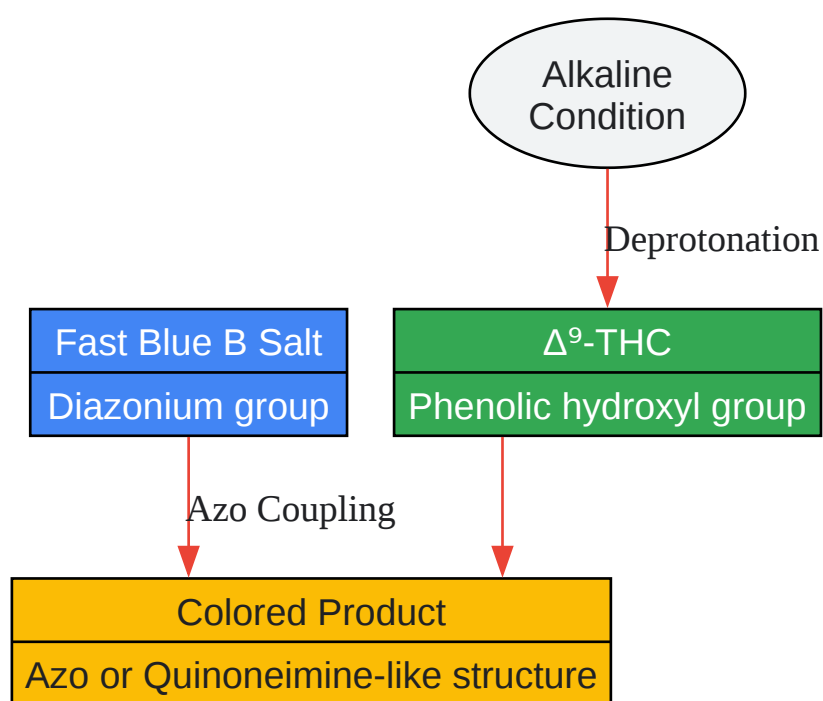 Alkaline
Condition
Deprotonation
Fast Blue B Salt
Diazonium group
Δ⁹-THC
Phenolic hydroxyl group
Azo Coupling
Colored Product
Azo or Quinoneimine-like structure